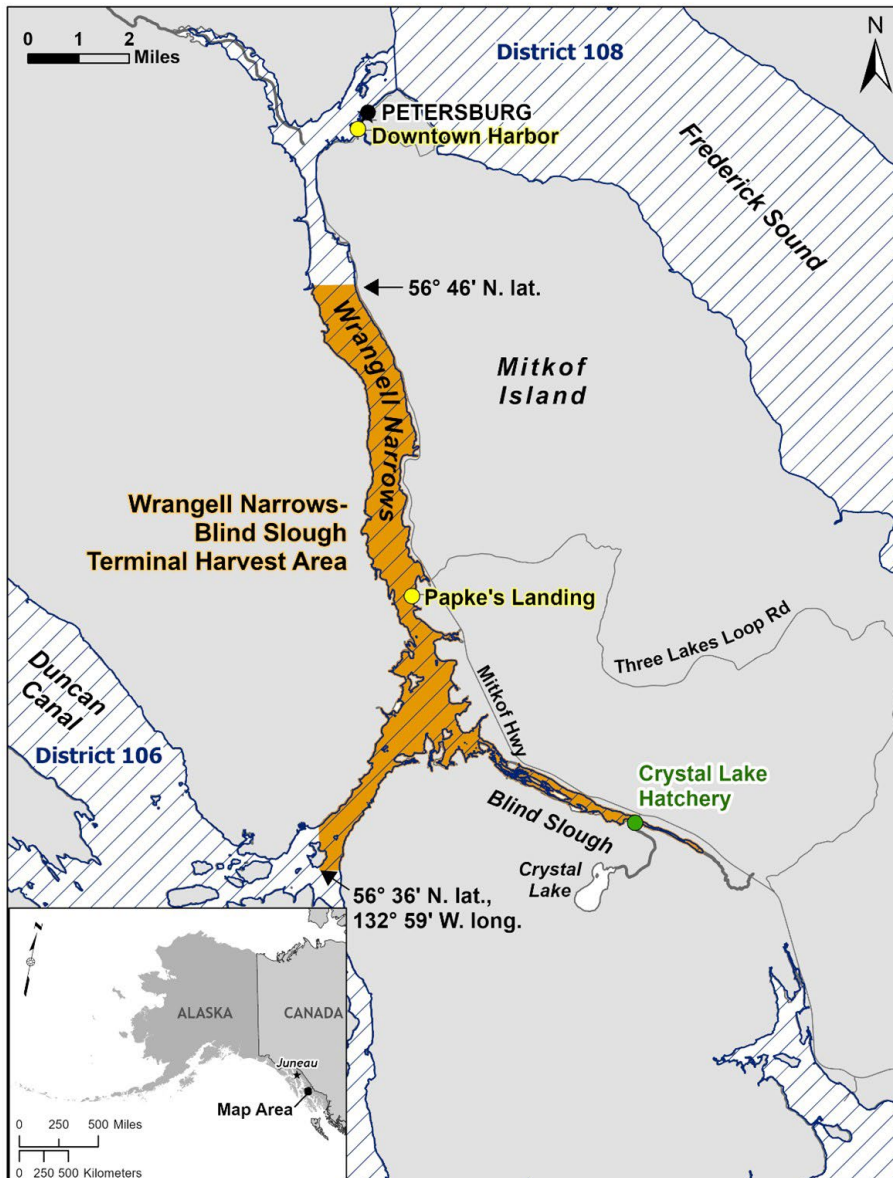 0 1 2
Miles
District 108
N
PETERSBURG
Downtown Harbor
Frederick Sound
56° 46' N. lat.
Wrangell Narrows
Mitkof
Island
Wrangell Narrows-
Blind Slough
Terminal Harvest Area
Papke's Landing
Three Lakes Loop Rd
Duncan
Canal
Mitkof Hwy
District 106
Crystal Lake
Hatchery
Blind Slough
Crystal
Lake
56° 36' N. lat.,
132° 59' W. long.
N
ALASKA
CANADA
Juneau
Map Area
0 250 500 Miles
0 250 500 Kilometers